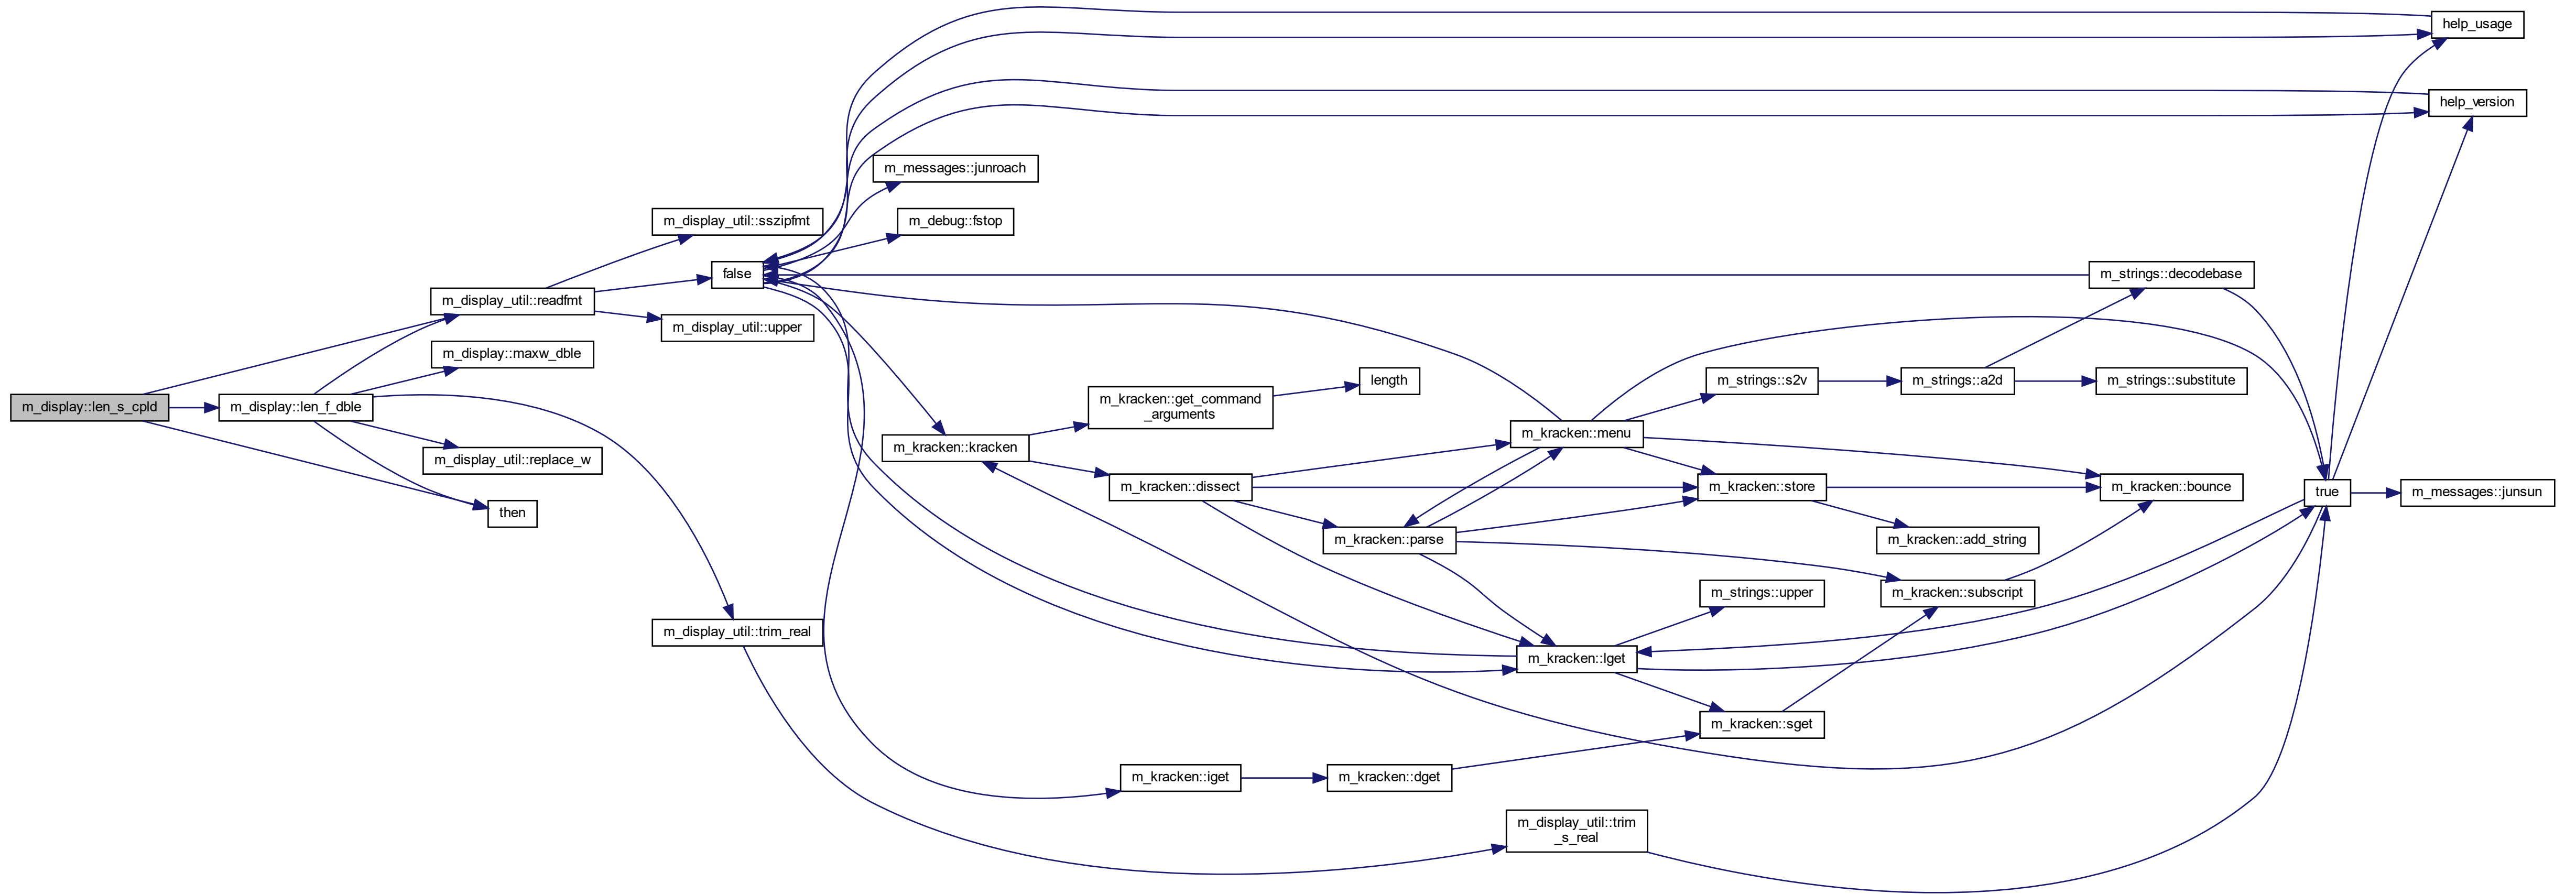 help_usage
help_version
m_messages::junroach
m_display_util::sszipfmt
m_debug::fstop
false
m_strings::decodebase
m_display_util::readfmt
m_display_util::upper
m_display::maxw_dble
length
m_strings::s2v
m_strings::a2d
m_strings::substitute
m_display::len_s_cpld
m_display::len_f_dble
m_kracken::get_command
_arguments
m_kracken::menu
m_kracken::kracken
m_display_util::replace_w
m_kracken::dissect
m_kracken::store
m_kracken::bounce
true
m_messages::junsun
then
m_kracken::parse
m_kracken::add_string
m_strings::upper
m_kracken::subscript
m_display_util::trim_real
m_kracken::lget
m_kracken::sget
m_kracken::iget
m_kracken::dget
m_display_util::trim
_s_real